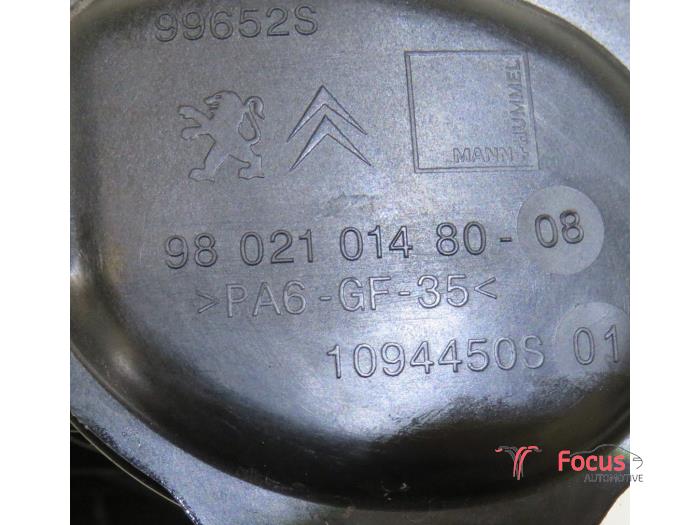 99652S
MANN+HUMMEL
98 021 014 80-08
>PA6-GF-35<
1094450S 01
Focus
AUTOMOTIVE